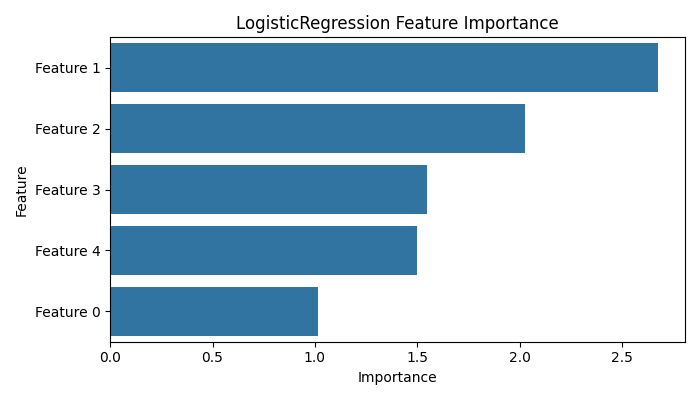 LogisticRegression Feature Importance
Feature 1
Feature 2
Feature 3
Feature 4
Feature 0
Feature
0.0 0.5 1.0 1.5 2.0 2.5
Importance